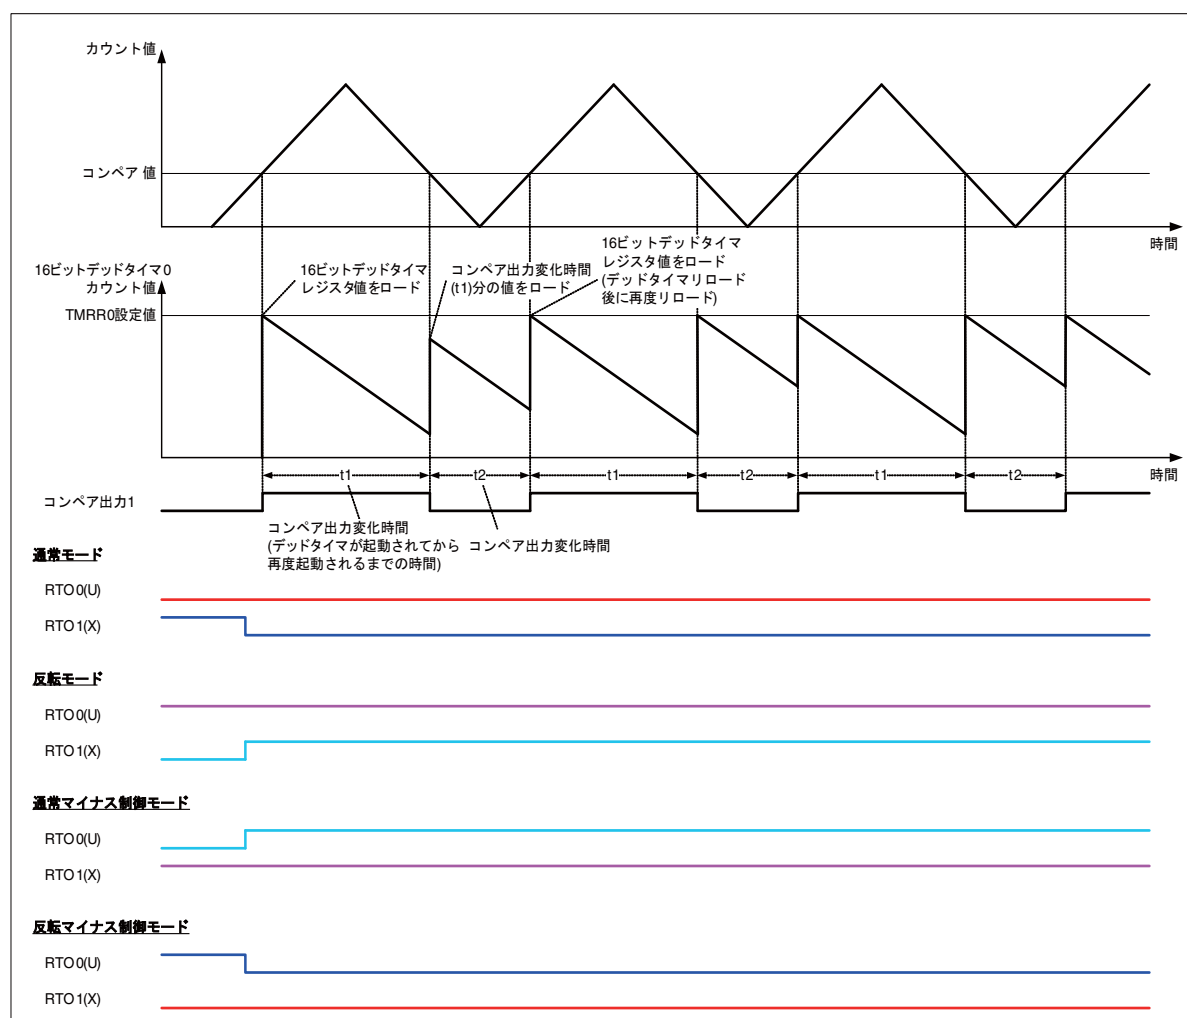 カウント値
コンペア 値
時間
16ビットデッドタイマ0
カウント値
TMRR0設定値
16ビットデッドタイマ
レジスタ値をロード
コンペア出力変化時間
(t1)分の値をロード
16ビットデッドタイマ
レジスタ値をロード
(デッドタイマリロード
後に再度リロード)
t1
t2
t1
t2
t1
t2
時間
コンペア出力1
コンペア出力変化時間
(デッドタイマが起動されてから
再度起動されるまでの時間)
コンペア出力変化時間
通常モード
RTO0(U)
RTO1(X)
反転モード
RTO0(U)
RTO1(X)
通常マイナス制御モード
RTO0(U)
RTO1(X)
反転マイナス制御モード
RTO0(U)
RTO1(X)